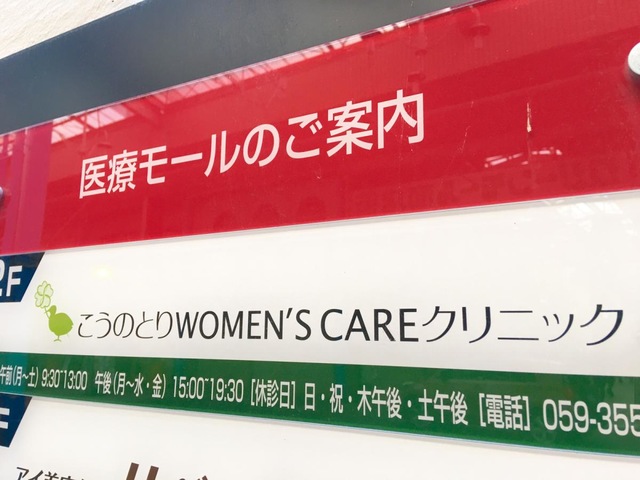 医療モールのご案内
2F
こうのとりWOMEN'S CAREクリニック
午前(月～土) 9:30~13:00 午後(月～水・金) 15:00~19:30 [休診日] 日・祝・木午後・土午後 [電話] 059-355
F